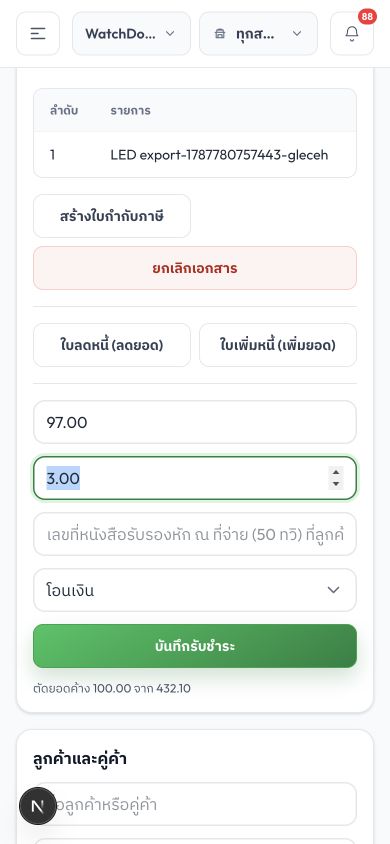 WatchDo...
ทุกส...
88
ลำดับ รายการ
1 LED export-1787780757443-gleceh
สร้างใบกำกับภาษี
ยกเลิกเอกสาร
ใบลดหนี้ (ลดยอด)
ใบเพิ่มหนี้ (เพิ่มยอด)
97.00
3.00
เลขที่หนังสือรับรองหัก ณ ที่จ่าย (50 ทวิ) ที่ลูกค้
โอนเงิน
บันทึกรับชำระ
ตัดยอดค้าง 100.00 จาก 432.10
ลูกค้าและคู่ค้า
N
อลูกค้าหรือคู่ค้า